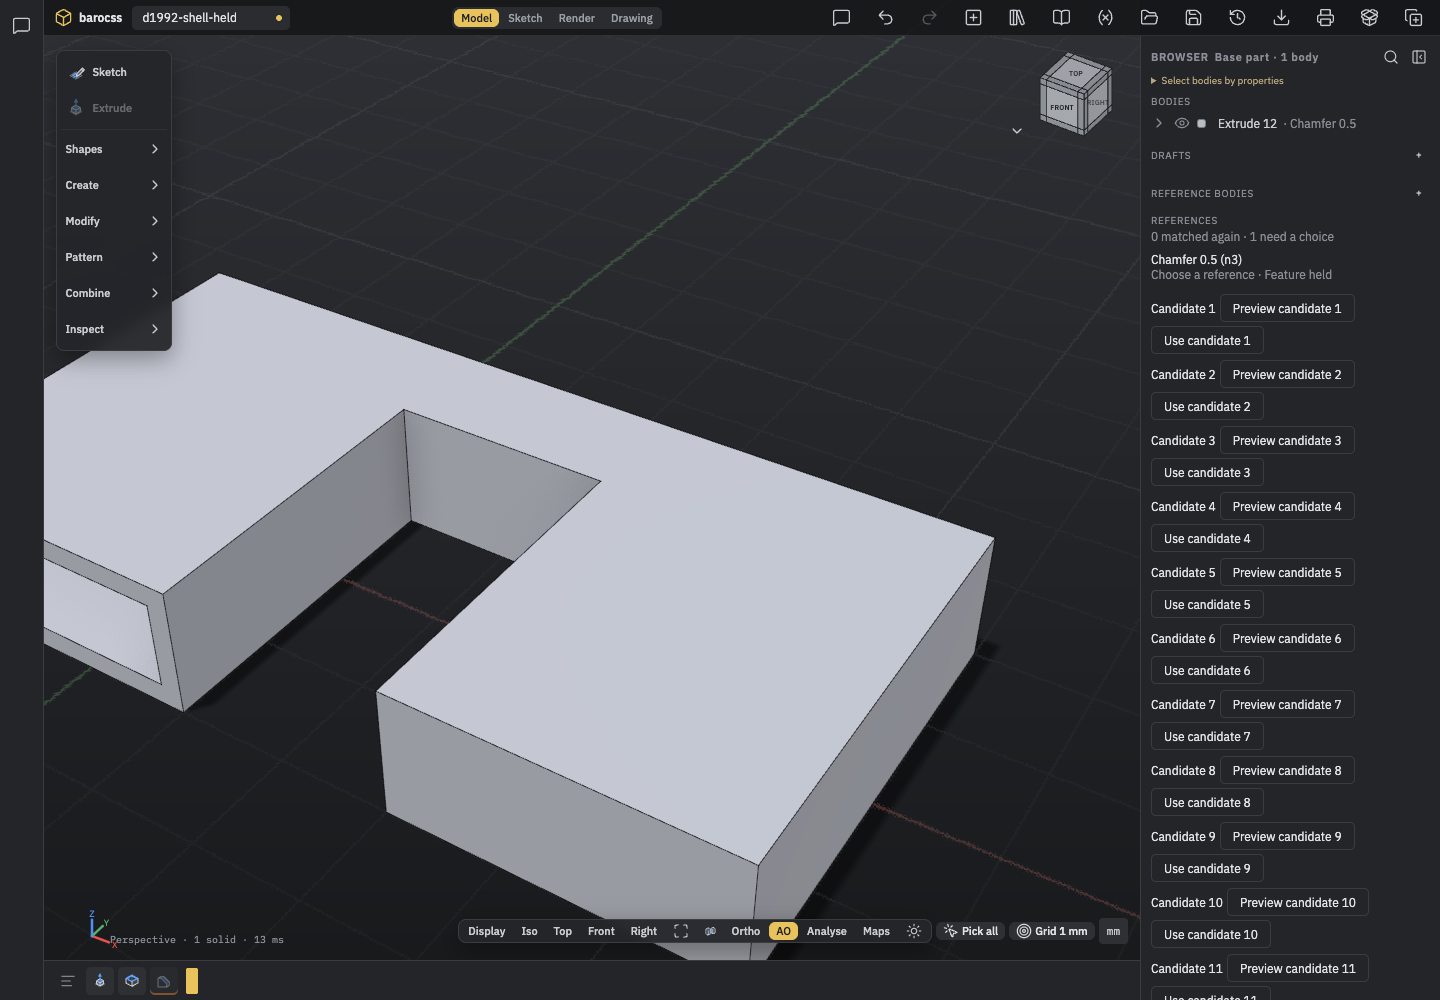 barocss
d1992-shell-held
Model
Sketch
Render
Drawing
Sketch
Extrude
Shapes
Create
Modify
Pattern
Combine
Inspect
TOP
FRONT
RIGHT
BROWSER Base part · 1 body
Select bodies by properties
BODIES
Extrude 12 · Chamfer 0.5
DRAFTS
REFERENCE BODIES
REFERENCES
0 matched again · 1 need a choice
Chamfer 0.5 (n3)
Choose a reference · Feature held
Candidate 1 Preview candidate 1
Use candidate 1
Candidate 2 Preview candidate 2
Use candidate 2
Candidate 3 Preview candidate 3
Use candidate 3
Candidate 4 Preview candidate 4
Use candidate 4
Candidate 5 Preview candidate 5
Use candidate 5
Candidate 6 Preview candidate 6
Use candidate 6
Candidate 7 Preview candidate 7
Use candidate 7
Candidate 8 Preview candidate 8
Use candidate 8
Candidate 9 Preview candidate 9
Use candidate 9
Candidate 10 Preview candidate 10
Use candidate 10
Candidate 11 Preview candidate 11
Use candidate 11
Z
Y
X
Perspective · 1 solid · 13 ms
Display Iso Top Front Right Ortho AO Analyse Maps Pick all Grid 1 mm mm